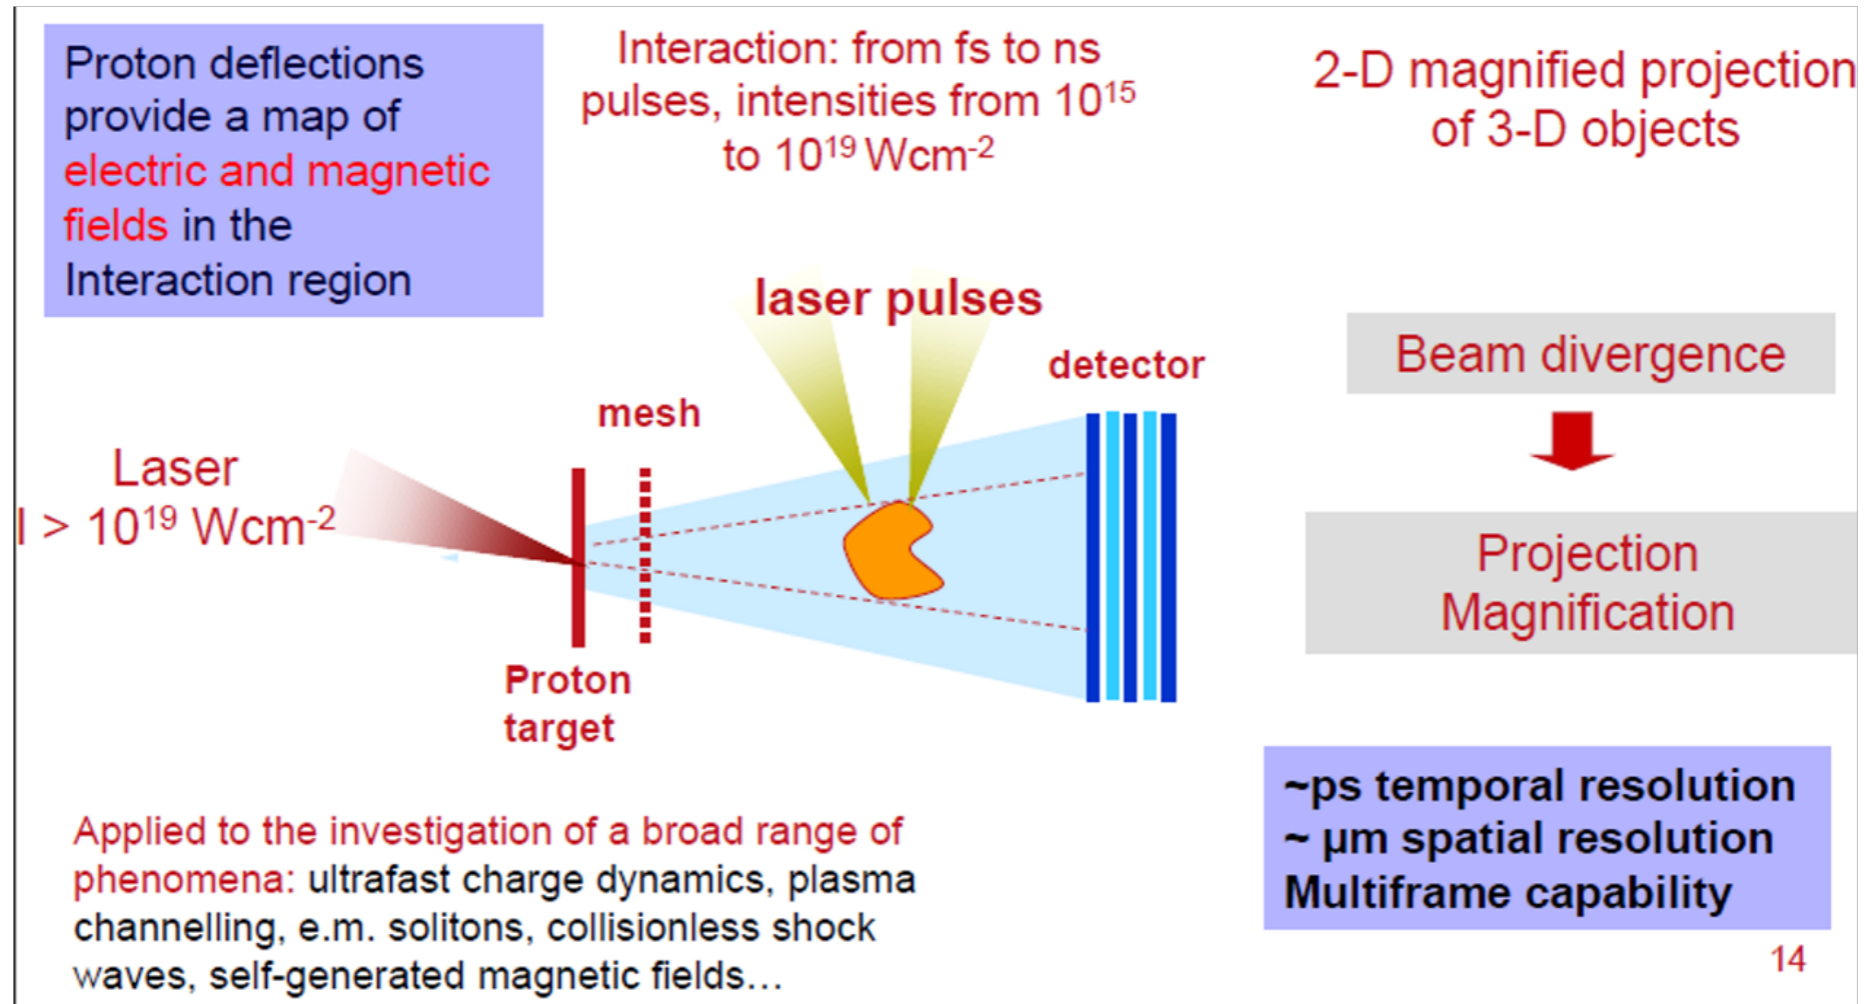 Proton deflections
provide a map of
electric and magnetic
fields in the
Interaction region
Interaction: from fs to ns
pulses, intensities from 10¹⁵
to 10¹⁹ Wcm⁻²
2-D magnified projection
of 3-D objects
laser pulses
detector
mesh
Laser
I > 10¹⁹ Wcm⁻²
Proton
target
Beam divergence
Projection
Magnification
~ps temporal resolution
~ µm spatial resolution
Multiframe capability
Applied to the investigation of a broad range of
phenomena: ultrafast charge dynamics, plasma
channelling, e.m. solitons, collisionless shock
waves, self-generated magnetic fields…
14